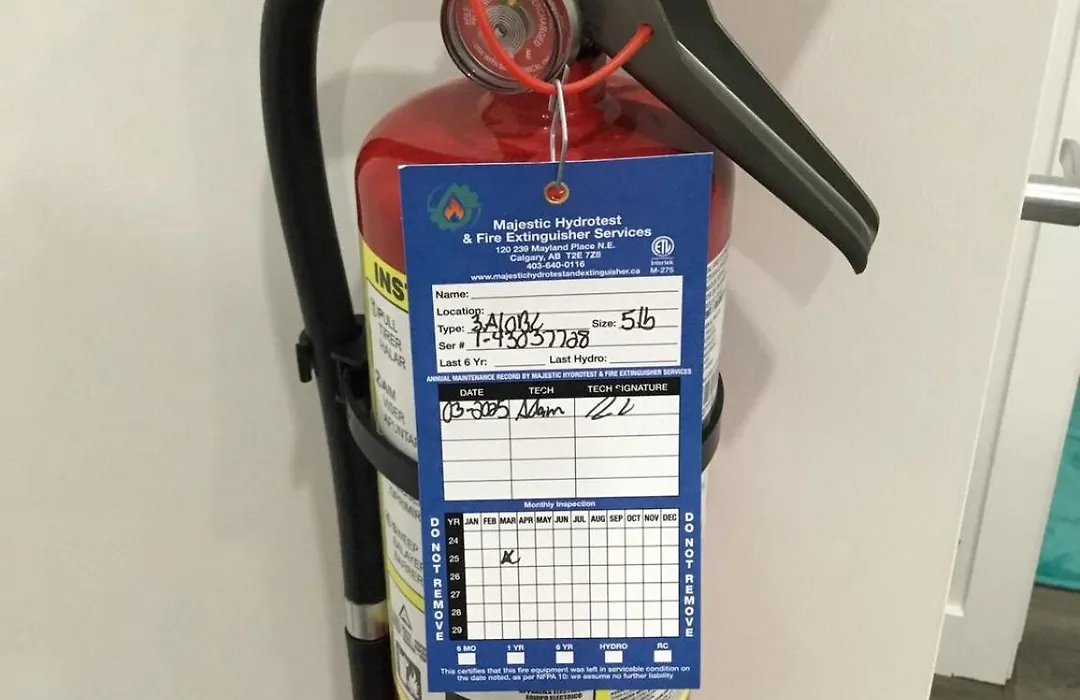 RECHARGED
Majestic Hydrotest
& Fire Extinguisher Services
120 239 Mayland Place N.E.
Calgary, AB T2E 7Z8
403-640-0116
www.majestichydrotestandextinguisher.ca
ETL
Intertek
M-275
Name:
Location:
Type: 3A10BC Size: 5lb
Ser # T-43037728
Last 6 Yr: Last Hydro:
ANNUAL MAINTENANCE RECORD BY MAJESTIC HYDROTEST & FIRE EXTINGUISHER SERVICES
DATE TECH TECH SIGNATURE
03-2025 Adam
Monthly Inspection
YR JAN FEB MAR APR MAY JUN JUL AUG SEP OCT NOV DEC
24
25
26
27
28
29
DO NOT REMOVE
DO NOT REMOVE
6 MO 1 YR 6 YR HYDRO RC
This certifies that this fire equipment was left in serviceable condition on
the date noted, as per NFPA 10: we assume no further liability
INS
PULL
TIRER
HALAR
AIM